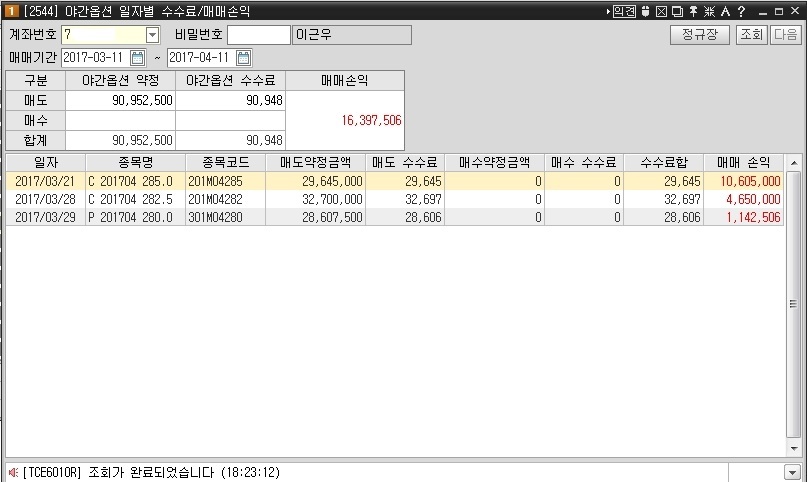 1 [2544] 야간옵션 일자별 수수료/매매손익 의견 A ?
계좌번호 7 비밀번호 이근우 정규장 조회 다음
매매기간 2017-03-11 ~ 2017-04-11
구분 야간옵션 약정 야간옵션 수수료 매매손익
매도 90,952,500 90,948
매수 16,397,506
합계 90,952,500 90,948
일자 종목명 종목코드 매도약정금액 매도 수수료 매수약정금액 매수 수수료 수수료합 매매 손익
2017/03/21 C 201704 285.0 201M04285 29,645,000 29,645 0 0 29,645 10,605,000
2017/03/28 C 201704 282.5 201M04282 32,700,000 32,697 0 0 32,697 4,650,000
2017/03/29 P 201704 280.0 301M04280 28,607,500 28,606 0 0 28,606 1,142,506
[TCE6010R] 조회가 완료되었습니다 (18:23:12)